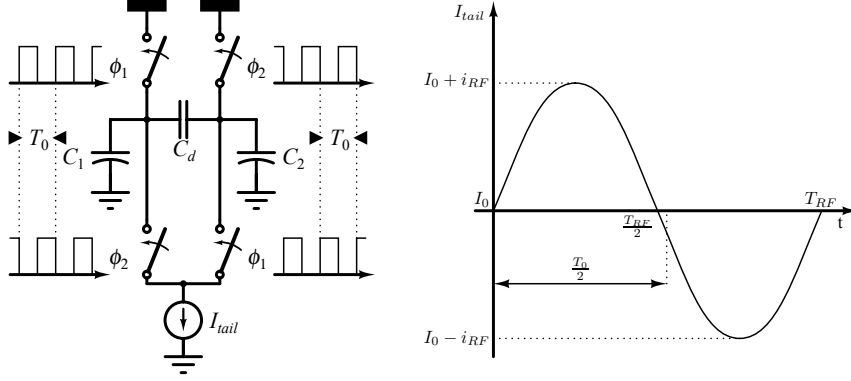 ϕ1
ϕ2
T0
C1
Cd
C2
T0
ϕ2
ϕ1
Itail
Itail
I0 + iRF
I0
TRF
TRF/2
t
T0/2
I0 − iRF